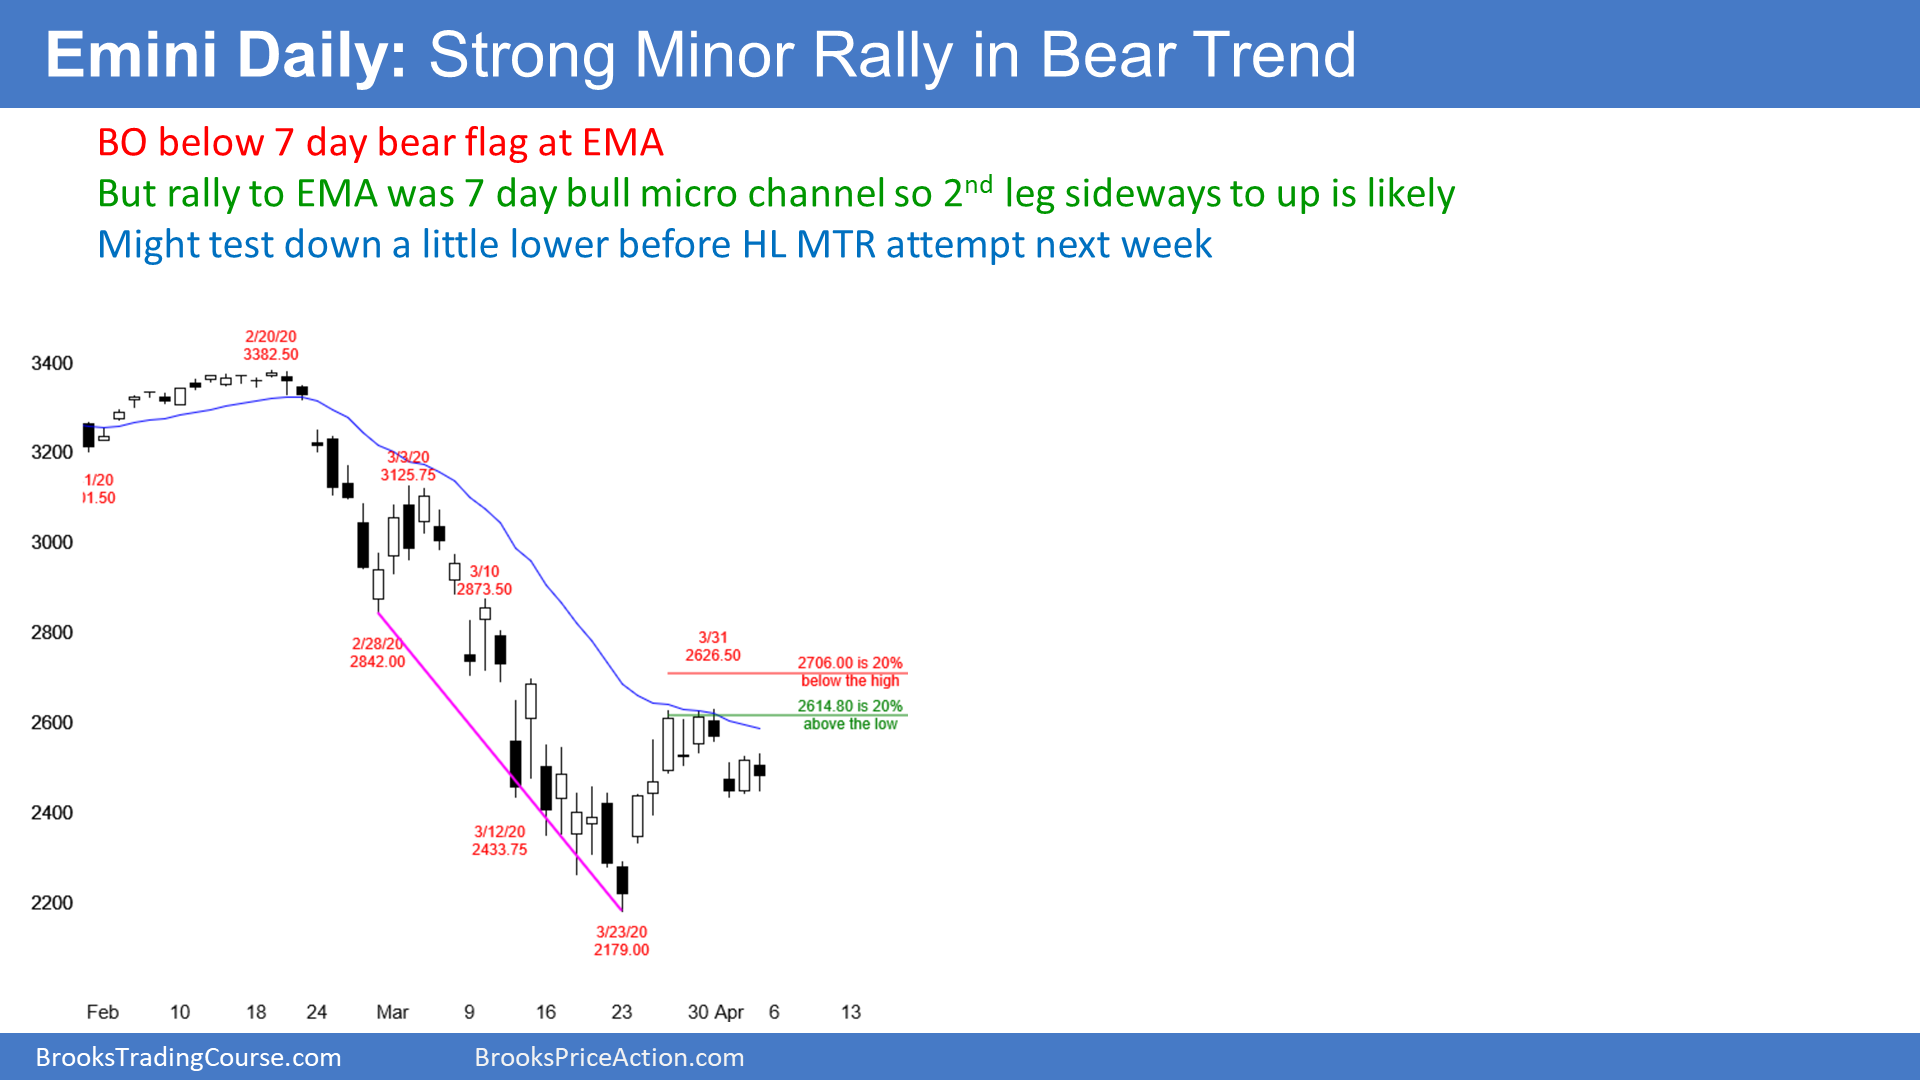 Emini Daily: Strong Minor Rally in Bear Trend
BO below 7 day bear flag at EMA
But rally to EMA was 7 day bull micro channel so 2nd leg sideways to up is likely
Might test down a little lower before HL MTR attempt next week
2/20/20
3382.50
3400
3/3/20
3125.75
3200
1/20
01.50
3000
3/10
2873.50
2800
2/28/20
2842.00
3/31
2626.50
2706.00 is 20%
below the high
2614.80 is 20%
above the low
2600
2400
3/12/20
2433.75
2200
3/23/20
2179.00
Feb 10 18 24 Mar 9 16 23 30 Apr 6 13
BrooksTradingCourse.com
BrooksPriceAction.com